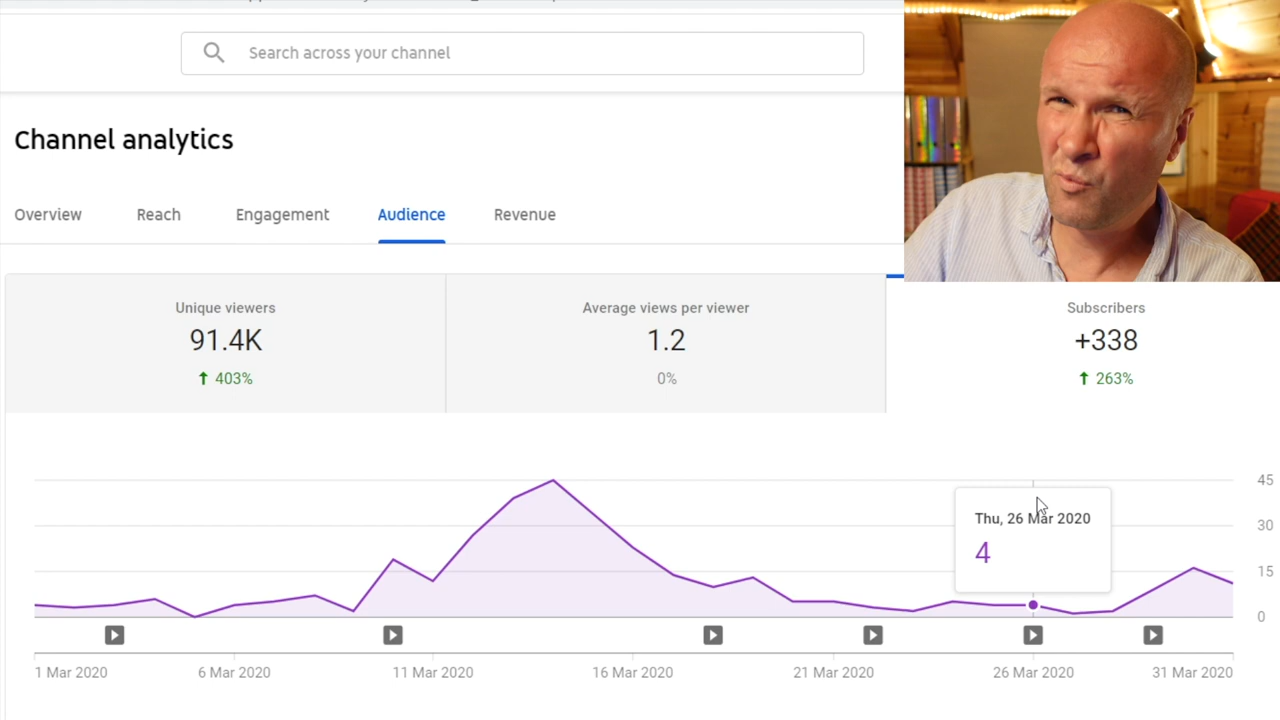 Search across your channel
Channel analytics
Overview Reach Engagement Audience Revenue
Unique viewers
91.4K
403%
Average views per viewer
1.2
0%
Subscribers
+338
263%
45
30
15
0
Thu, 26 Mar 2020
4
1 Mar 2020 6 Mar 2020 11 Mar 2020 16 Mar 2020 21 Mar 2020 26 Mar 2020 31 Mar 2020